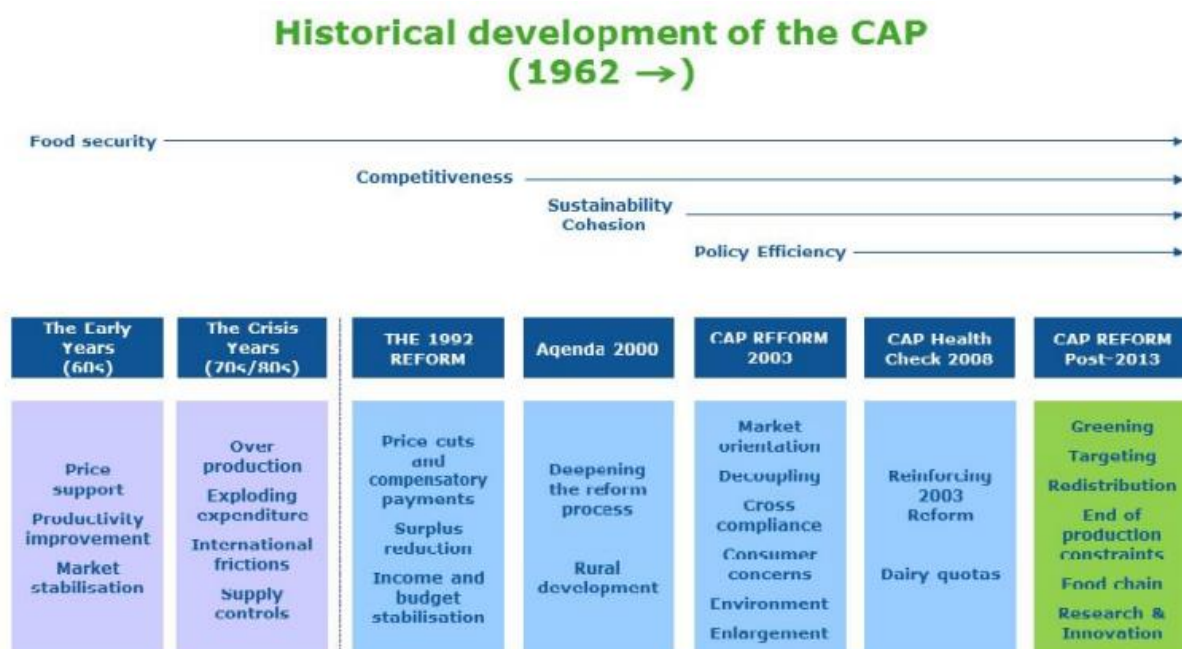 Historical development of the CAP
(1962 →)
Food security
Competitiveness
Sustainability
Cohesion
Policy Efficiency
The Early
Years
(60s)
The Crisis
Years
(70s/80s)
THE 1992
REFORM
Agenda 2000
CAP REFORM
2003
CAP Health
Check 2008
CAP REFORM
Post-2013
Price
support
Productivity
improvement
Market
stabilisation
Over
production
Exploding
expenditure
International
frictions
Supply
controls
Price cuts
and
compensatory
payments
Surplus
reduction
Income and
budget
stabilisation
Deepening
the reform
process
Rural
development
Market
orientation
Decoupling
Cross
compliance
Consumer
concerns
Environment
Enlargement
Reinforcing
2003
Reform
Dairy quotas
Greening
Targeting
Redistribution
End of
production
constraints
Food chain
Research &
Innovation